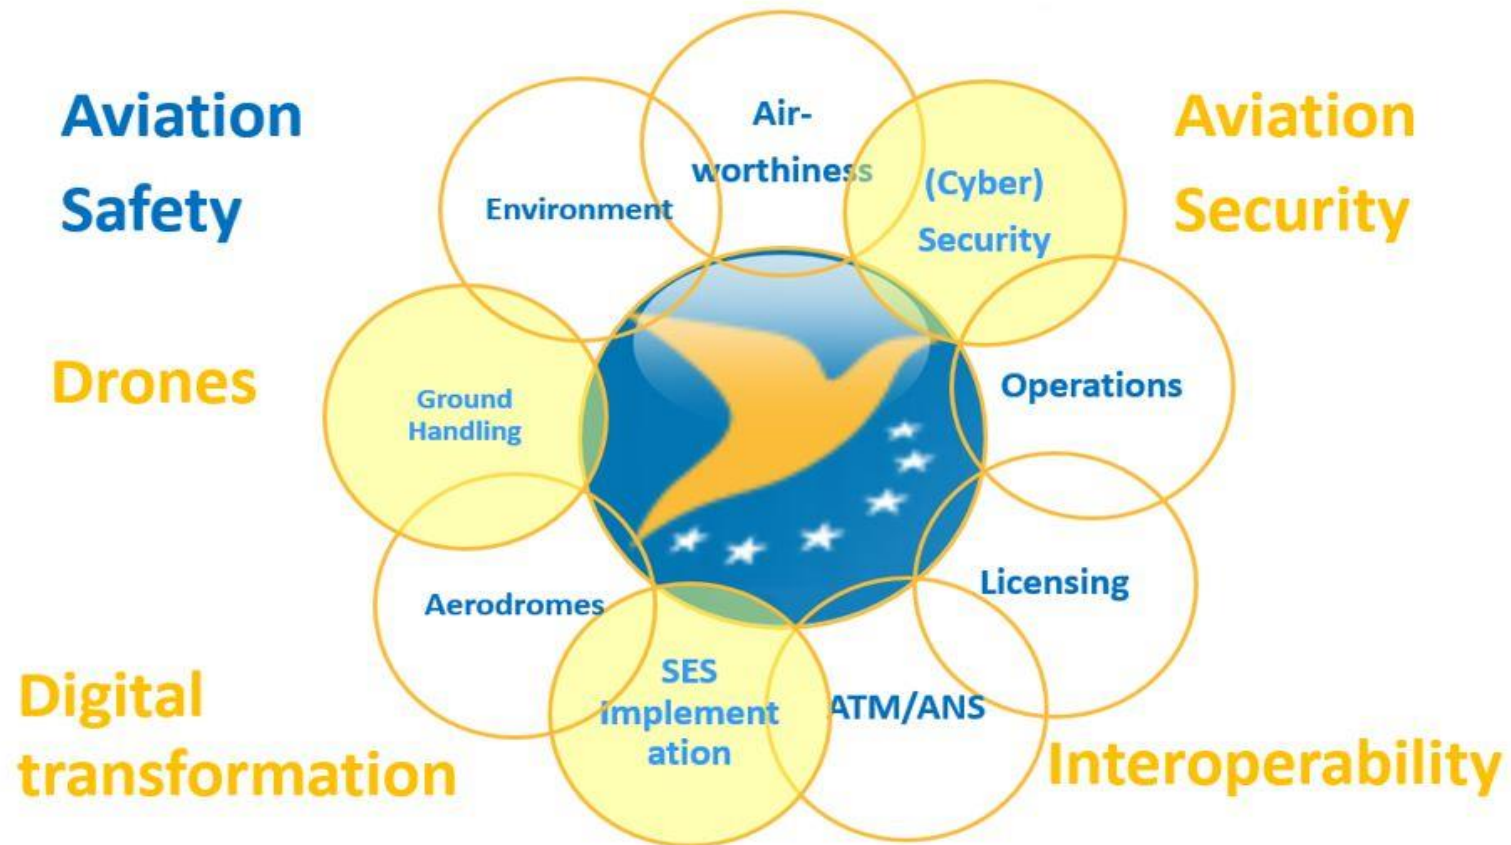 Aviation
Safety
Air-
worthiness
Environment
(Cyber)
Security
Aviation
Security
Drones
Ground
Handling
Operations
Aerodromes
Licensing
SES
implement
ation
ATM/ANS
Digital
transformation
Interoperability